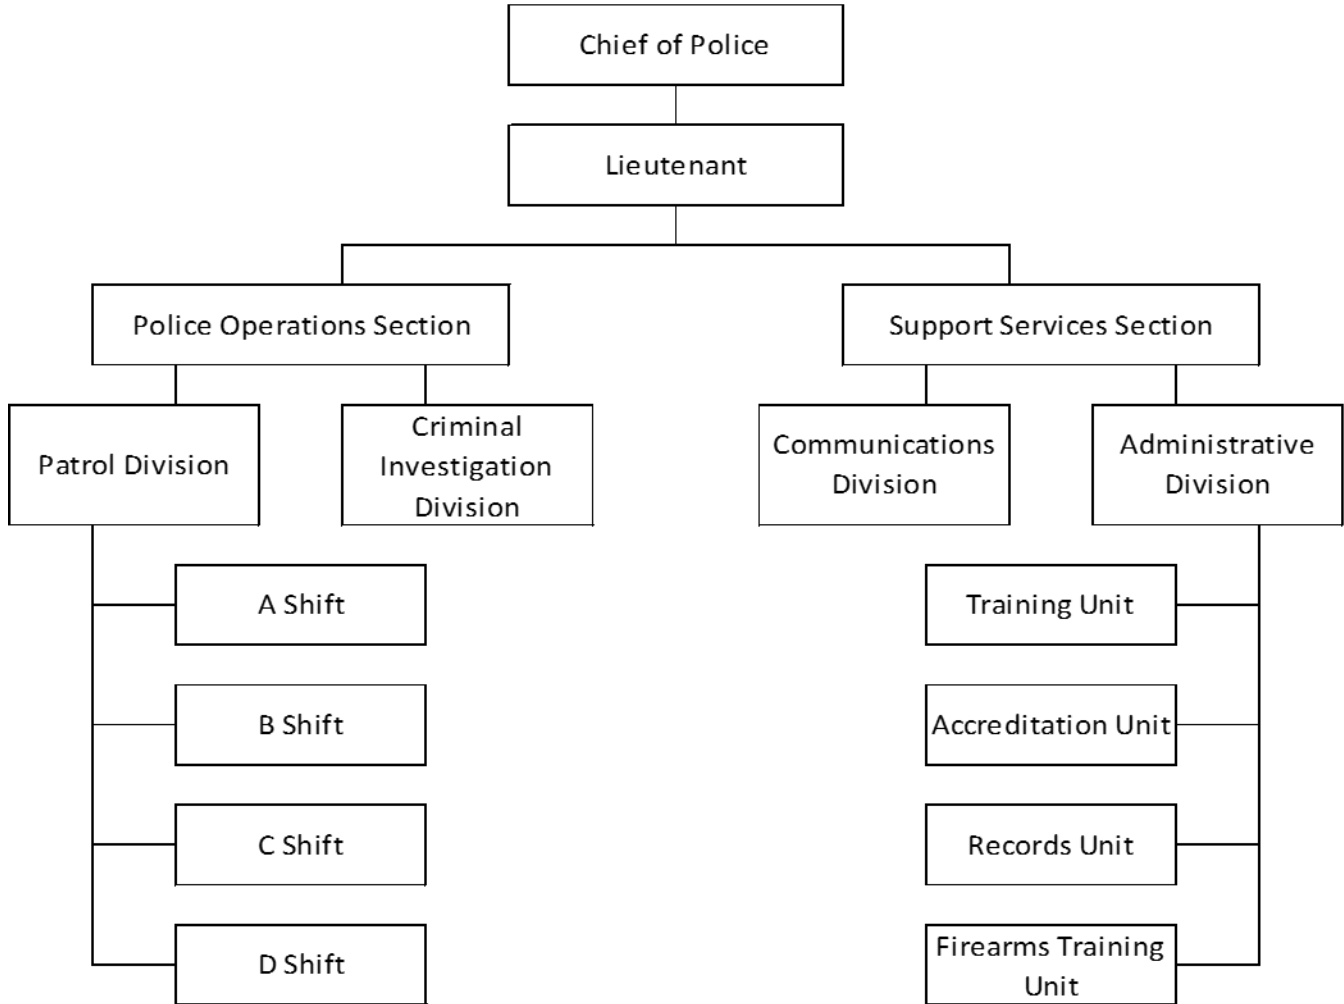 Chief of Police
Lieutenant
Police Operations Section
Support Services Section
Patrol Division
Criminal
Investigation
Division
Communications
Division
Administrative
Division
A Shift
Training Unit
B Shift
Accreditation Unit
C Shift
Records Unit
D Shift
Firearms Training
Unit